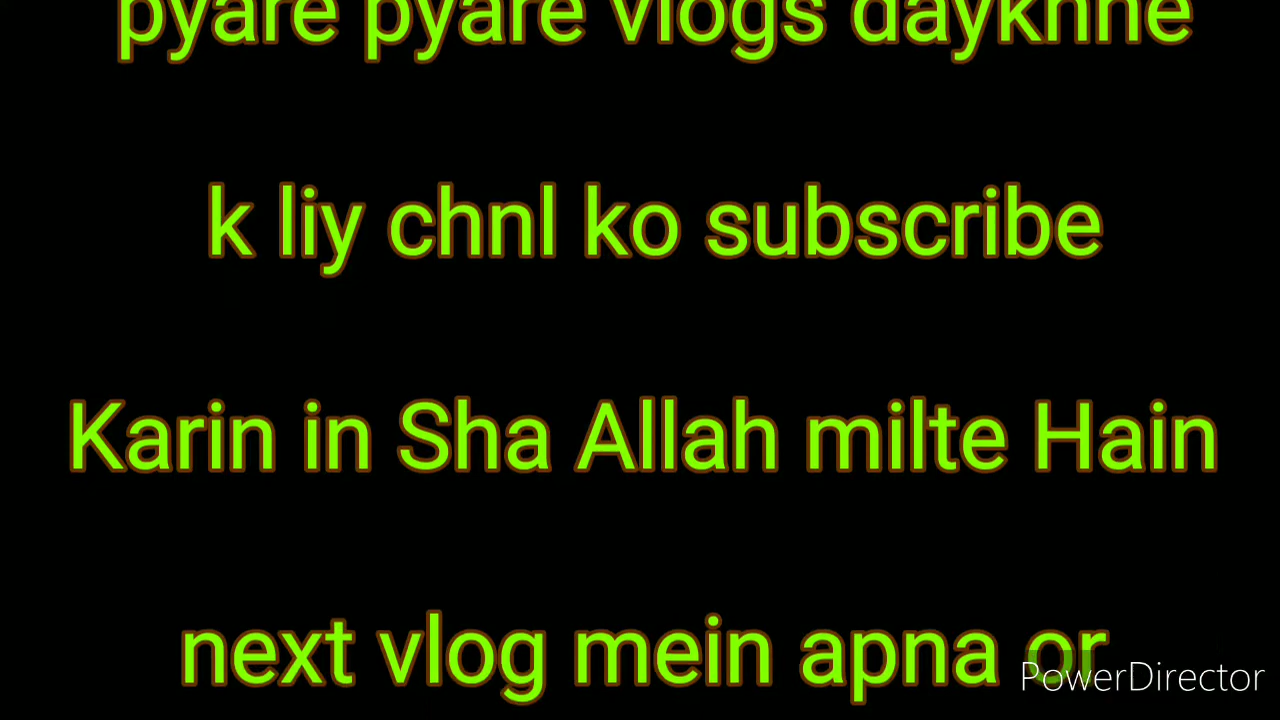 pyare pyare vlogs daykhne
k liy chnl ko subscribe
Karin in Sha Allah milte Hain
next vlog mein apna or
PowerDirector